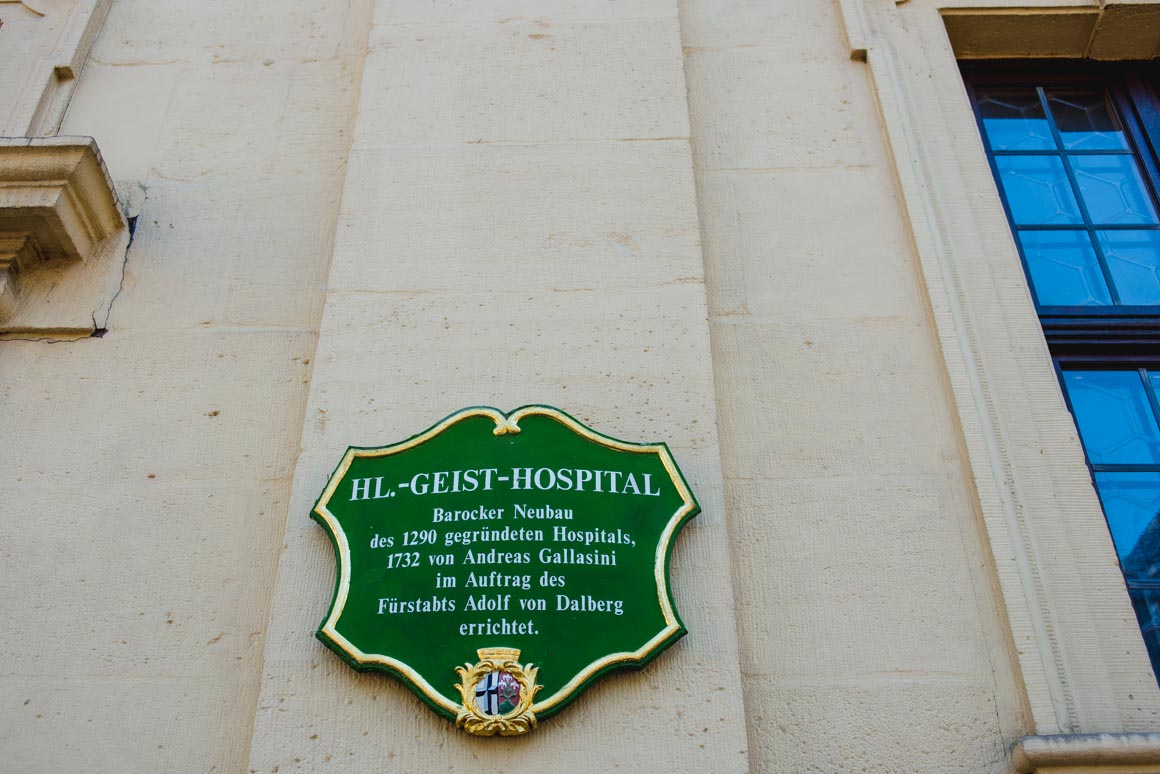 HL.-GEIST-HOSPITAL
Barocker Neubau
des 1290 gegründeten Hospitals,
1732 von Andreas Gallasini
im Auftrag des
Fürstabts Adolf von Dalberg
errichtet.